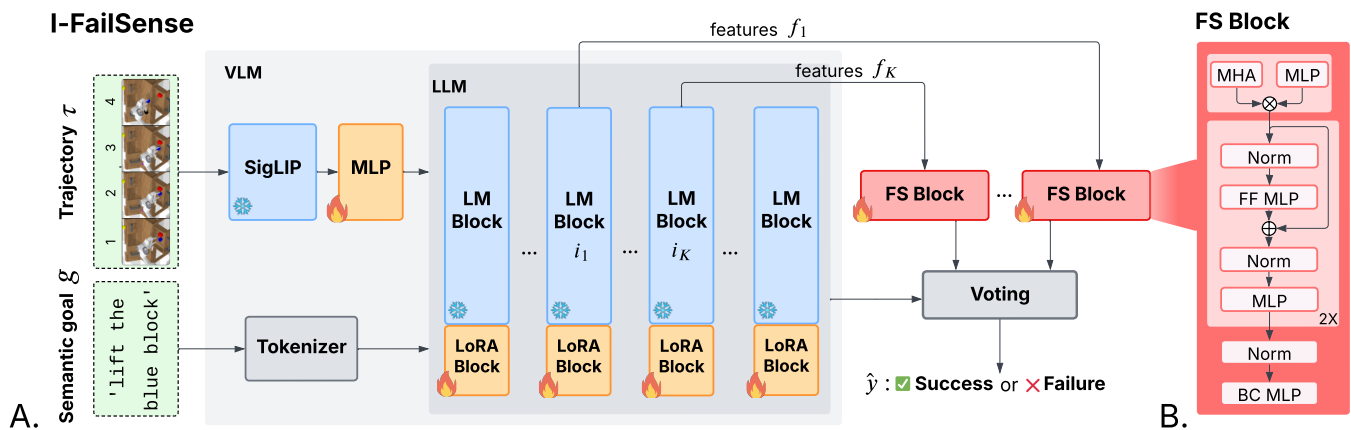 I-FailSense
FS Block
features f₁
features f_K
VLM
LLM
MHA
MLP
⊗
Trajectory τ
4
3
2
1
SigLIP
MLP
LM
Block
LM
Block
i₁
LM
Block
i_K
LM
Block
...
...
...
FS Block
...
FS Block
Norm
FF MLP
⊕
Norm
MLP
2X
Norm
BC MLP
Semantic goal g
'lift the
blue block'
Tokenizer
LoRA
Block
LoRA
Block
LoRA
Block
LoRA
Block
Voting
ŷ : ✅ Success or ❌ Failure
A.
B.